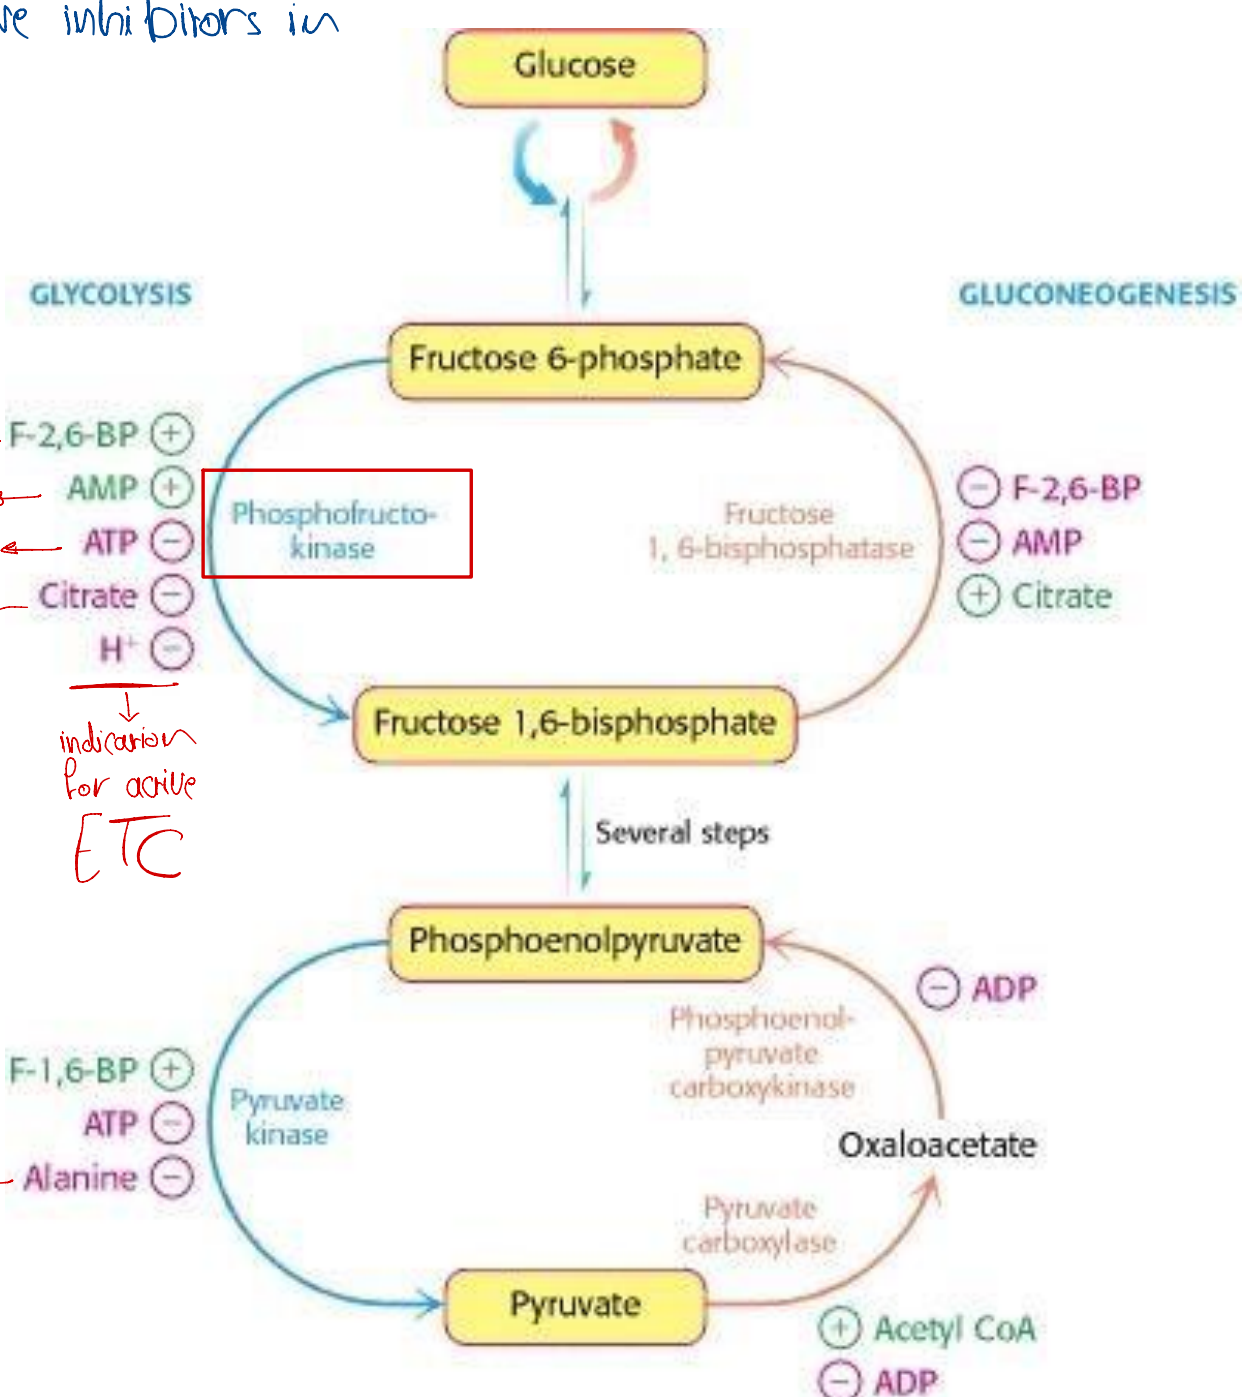 inhibitors in
Glucose
GLYCOLYSIS
GLUCONEOGENESIS
Fructose 6-phosphate
F-2,6-BP +
AMP +
ATP −
Citrate −
H⁺ −
Phosphofructo-
kinase
Fructose
1, 6-bisphosphatase
− F-2,6-BP
− AMP
+ Citrate
indication
for active
ETC
Fructose 1,6-bisphosphate
Several steps
Phosphoenolpyruvate
− ADP
Phosphoenol-
pyruvate
carboxykinase
F-1,6-BP +
ATP −
Alanine −
Pyruvate
kinase
Oxaloacetate
Pyruvate
carboxylase
Pyruvate
+ Acetyl CoA
− ADP